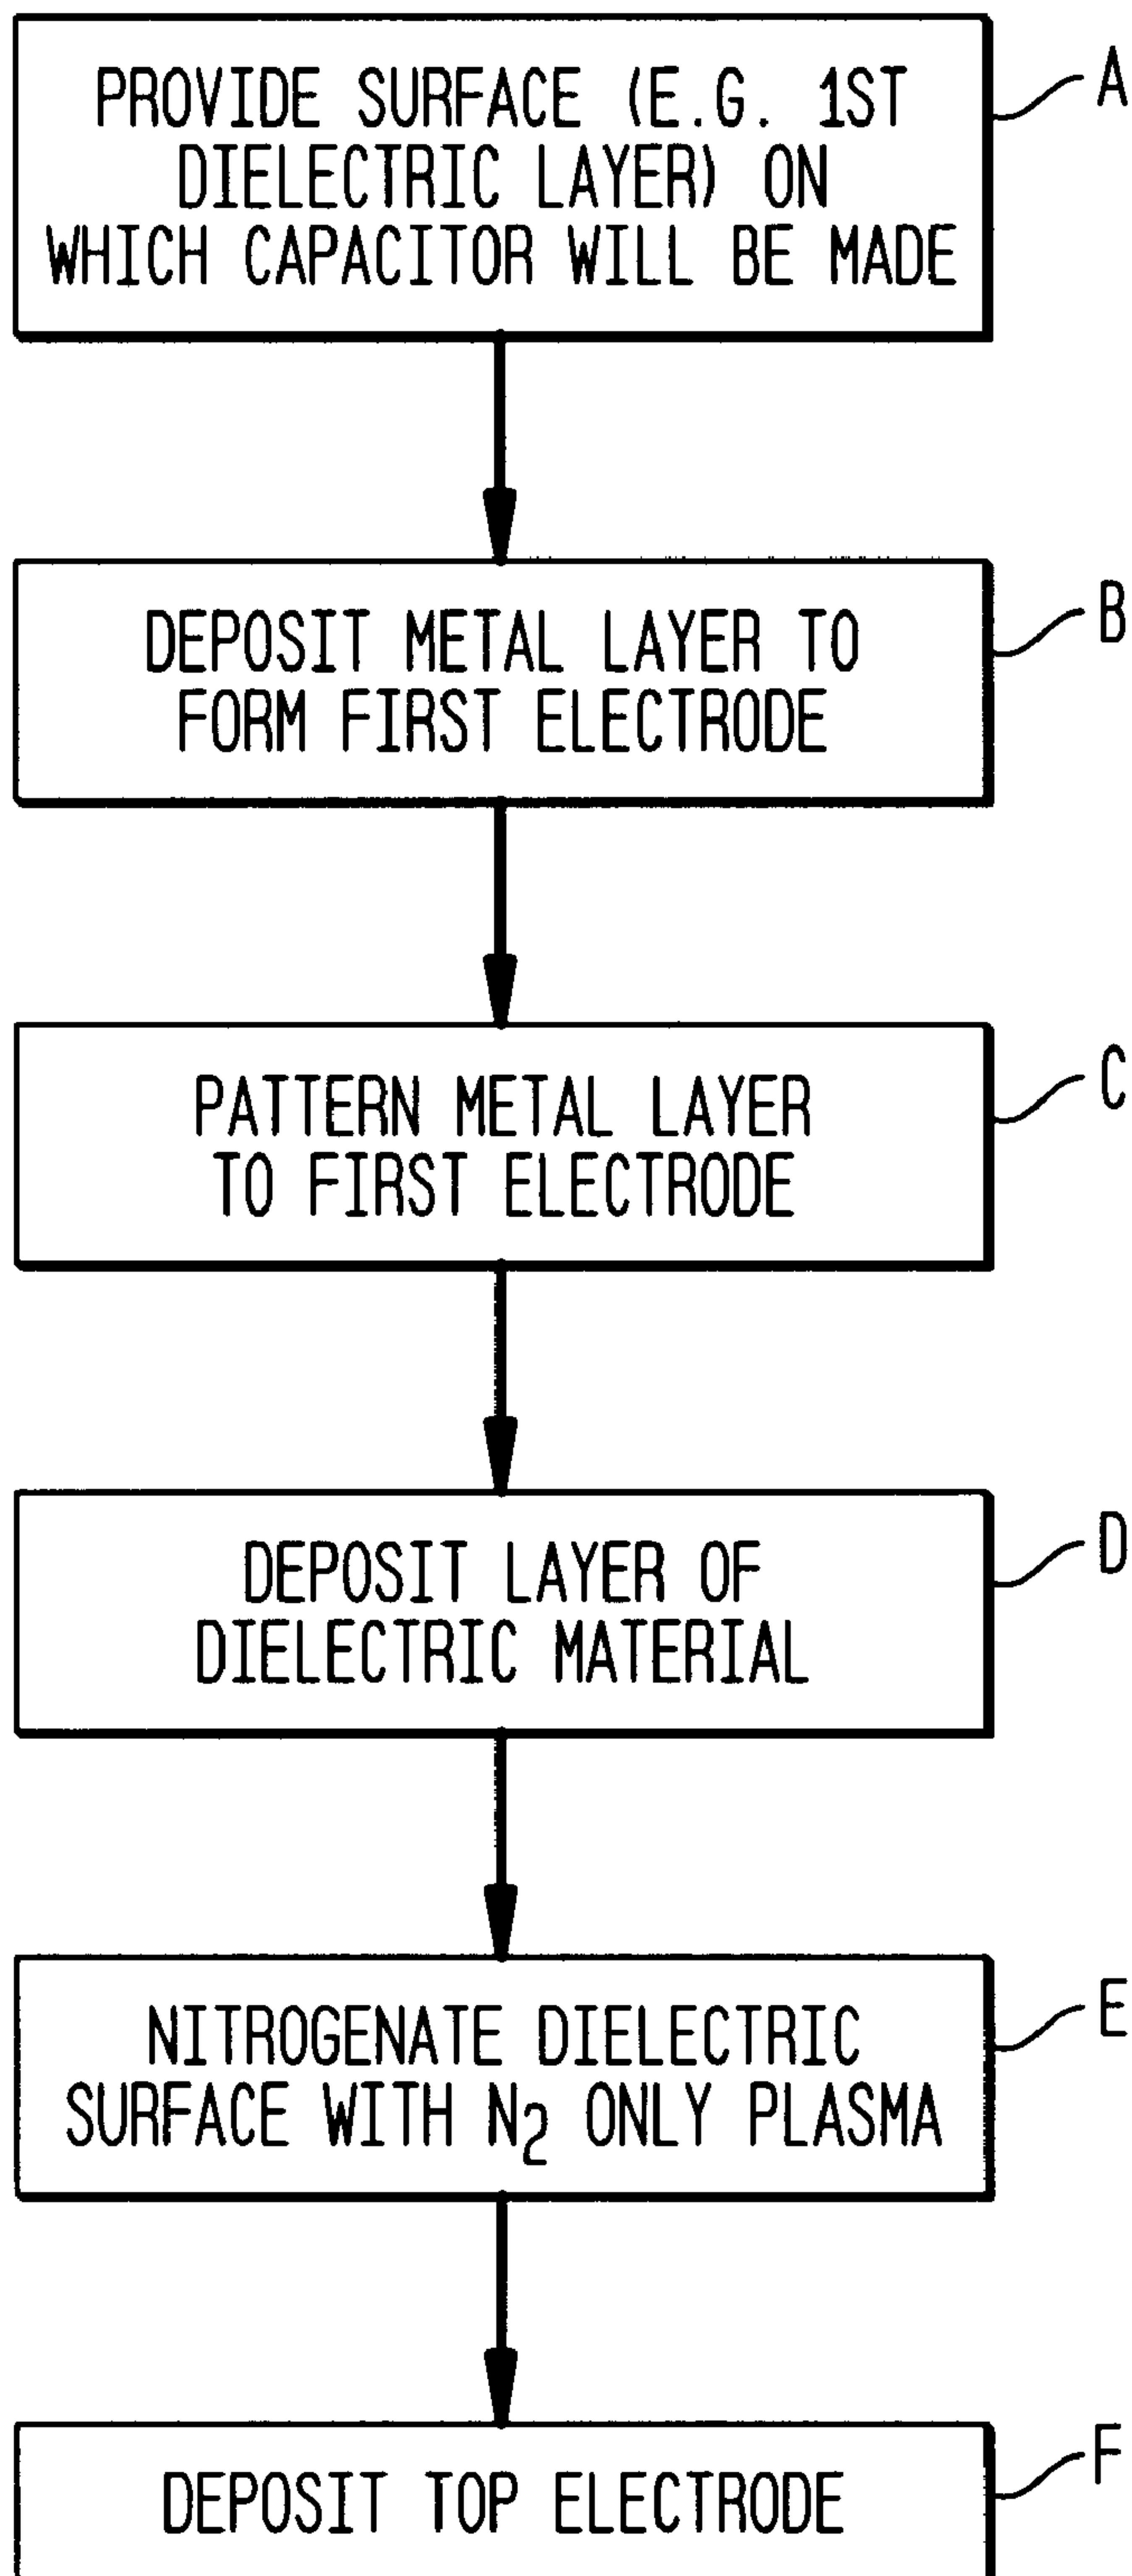 PROVIDE SURFACE (E.G. 1ST
DIELECTRIC LAYER) ON
WHICH CAPACITOR WILL BE MADE
A
DEPOSIT METAL LAYER TO
FORM FIRST ELECTRODE
B
PATTERN METAL LAYER
TO FIRST ELECTRODE
C
DEPOSIT LAYER OF
DIELECTRIC MATERIAL
D
NITROGENATE DIELECTRIC
SURFACE WITH N2 ONLY PLASMA
E
DEPOSIT TOP ELECTRODE
F